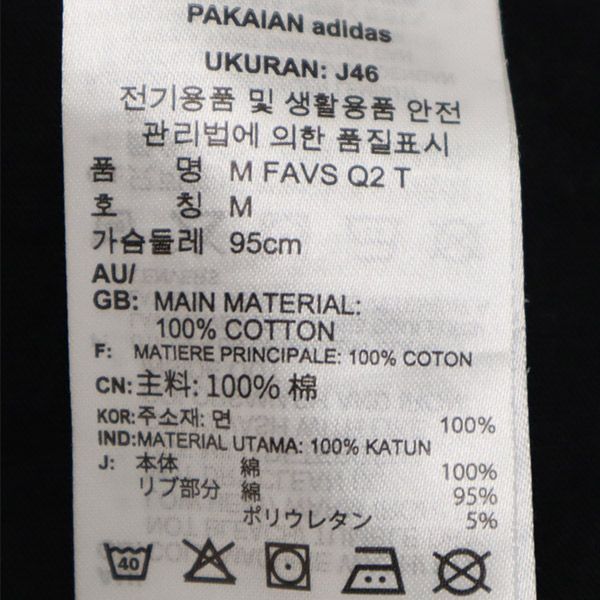 PAKAIAN adidas
UKURAN: J46
전기용품 및 생활용품 안전
관리법에 의한 품질표시
품 명 M FAVS Q2 T
호 칭 M
가슴둘레 95cm
AU/
GB: MAIN MATERIAL:
100% COTTON
F: MATIERE PRINCIPALE: 100% COTON
CN: 主料: 100% 棉
KOR: 주소재: 면 100%
IND: MATERIAL UTAMA: 100% KATUN
J: 本体 綿 100%
リブ部分 綿 95%
ポリウレタン 5%
40